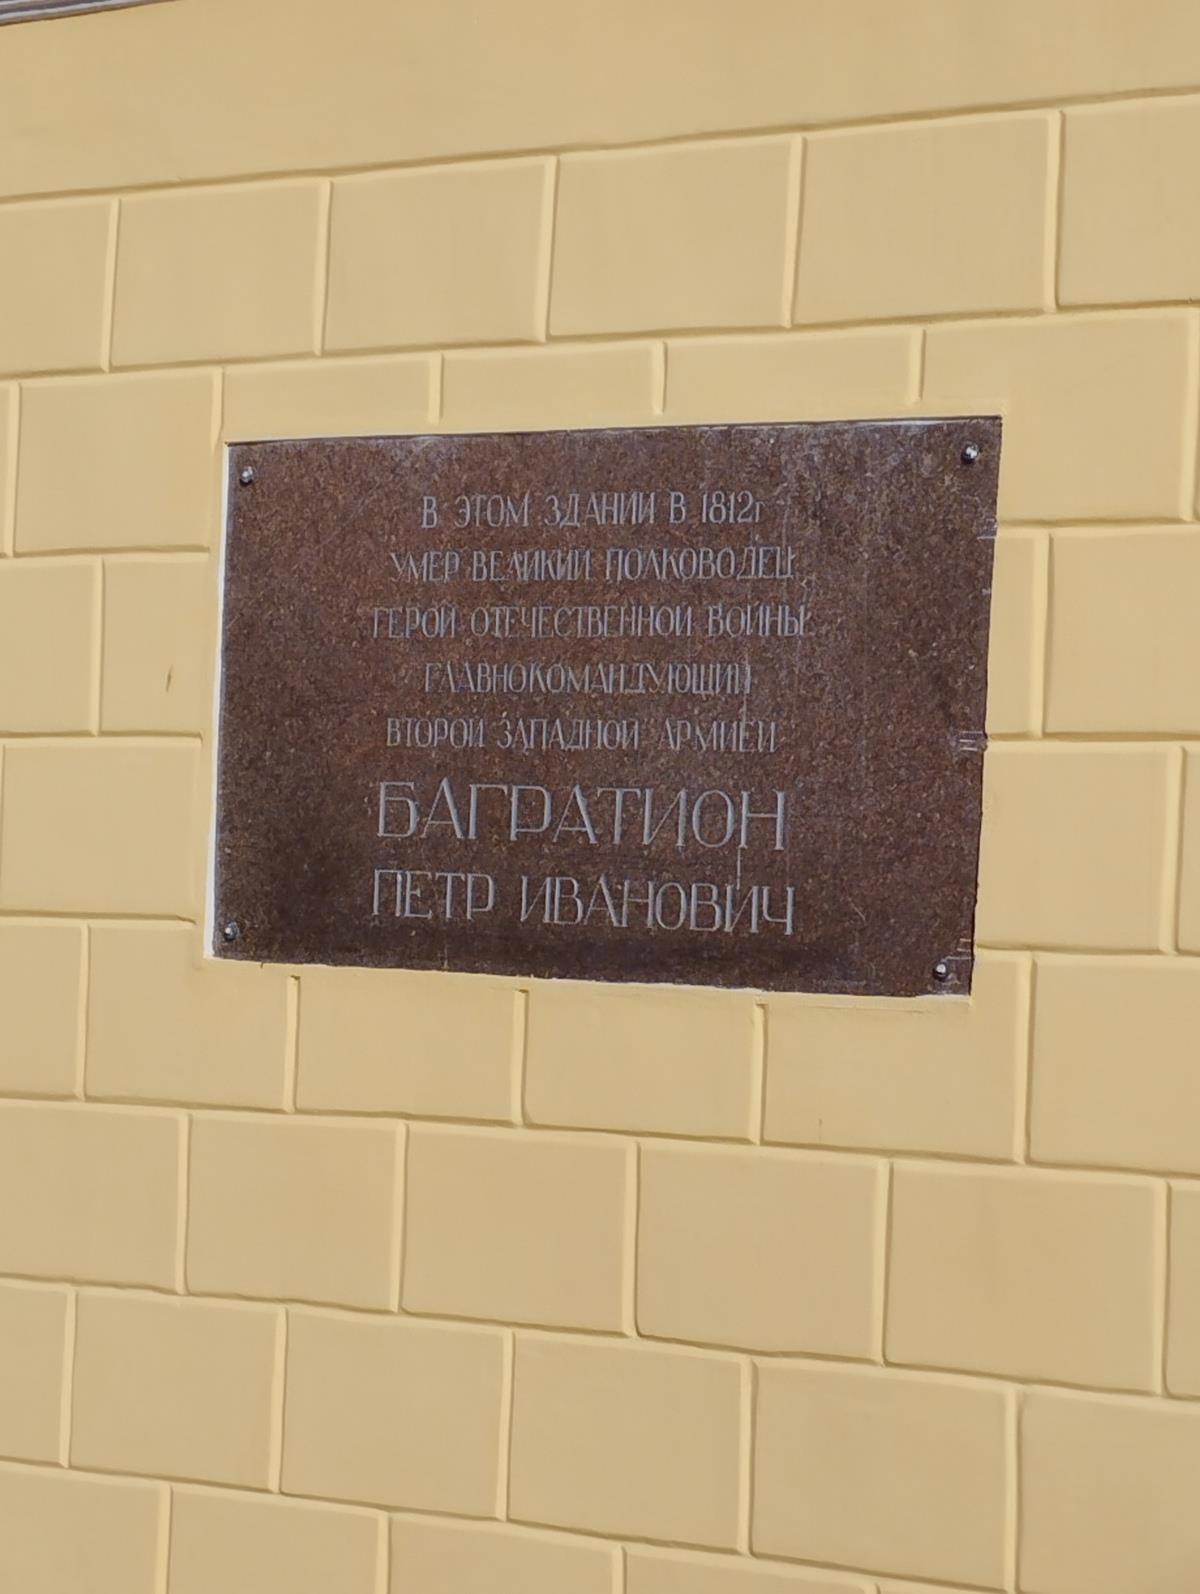 В ЭТОМ ЗДАНИИ В 1812г
УМЕР ВЕЛИКИЙ ПОЛКОВОДЕЦ
ГЕРОЙ ОТЕЧЕСТВЕННОЙ ВОЙНЫ
ГЛАВНОКОМАНДУЮЩИЙ
ВТОРОЙ ЗАПАДНОЙ АРМИЕЙ
БАГРАТИОН
ПЕТР ИВАНОВИЧ